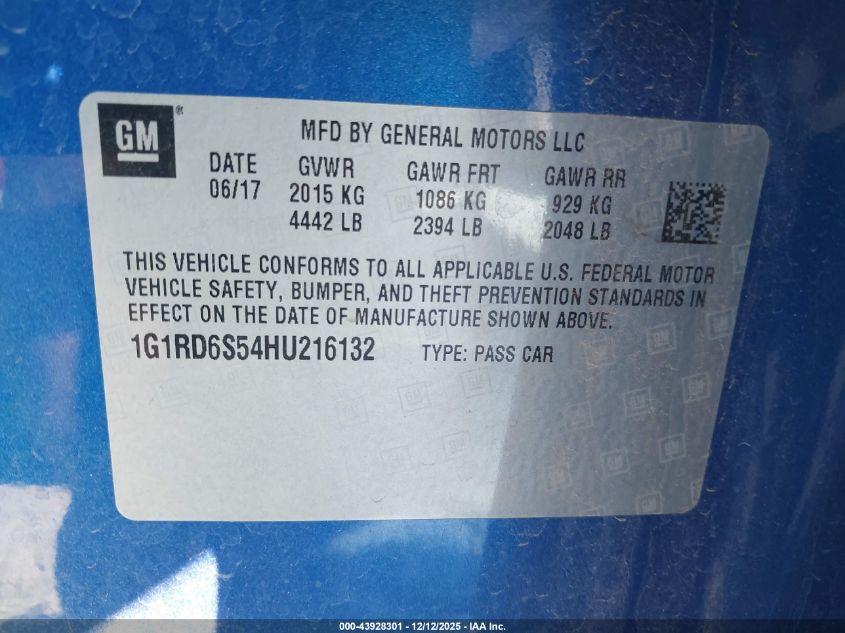 GM®
MFD BY GENERAL MOTORS LLC
DATE GVWR GAWR FRT GAWR RR
06/17 2015 KG 1086 KG 929 KG
4442 LB 2394 LB 2048 LB
THIS VEHICLE CONFORMS TO ALL APPLICABLE U.S. FEDERAL MOTOR
VEHICLE SAFETY, BUMPER, AND THEFT PREVENTION STANDARDS IN
EFFECT ON THE DATE OF MANUFACTURE SHOWN ABOVE.
1G1RD6S54HU216132 TYPE: PASS CAR
000-43928301 - 12/12/2025 - IAA Inc.